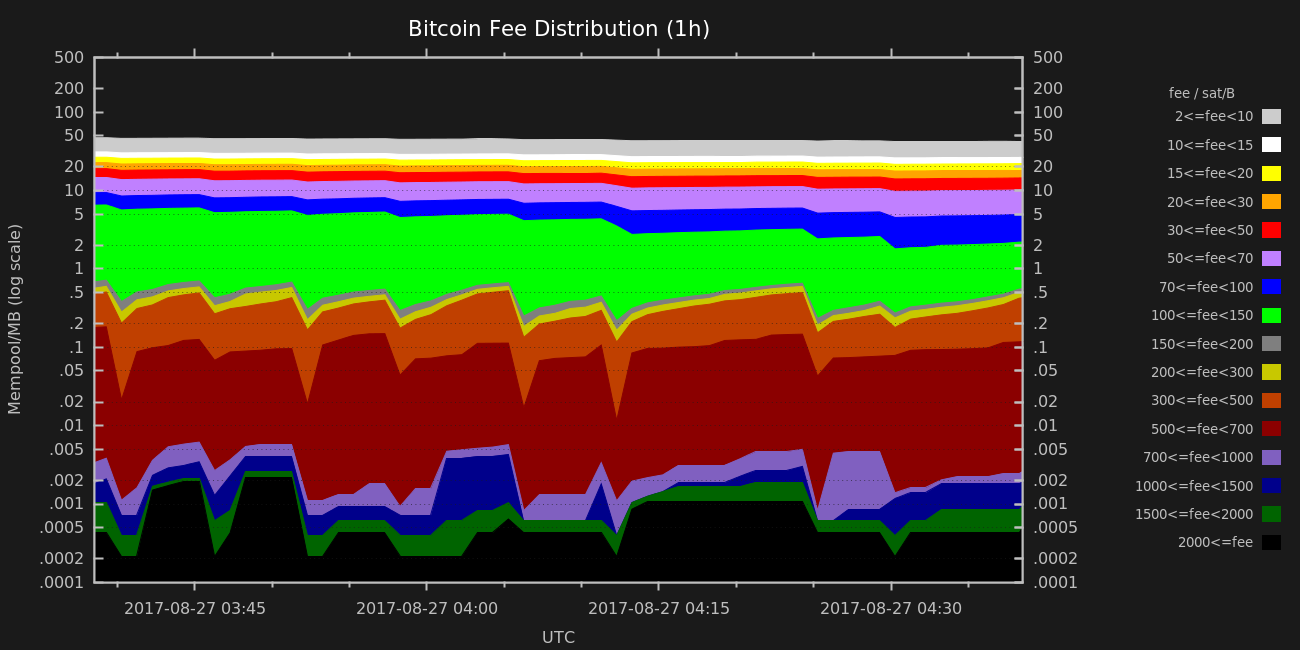 Bitcoin Fee Distribution (1h)
500 500
200 200
100 100
50 50
20 20
10 10
5 5
2 2
1 1
.5 .5
.2 .2
.1 .1
.05 .05
.02 .02
.01 .01
.005 .005
.002 .002
.001 .001
.0005 .0005
.0002 .0002
.0001 .0001
Mempool/MB (log scale)
2017-08-27 03:45 2017-08-27 04:00 2017-08-27 04:15 2017-08-27 04:30
UTC
fee / sat/B
2<=fee<10
10<=fee<15
15<=fee<20
20<=fee<30
30<=fee<50
50<=fee<70
70<=fee<100
100<=fee<150
150<=fee<200
200<=fee<300
300<=fee<500
500<=fee<700
700<=fee<1000
1000<=fee<1500
1500<=fee<2000
2000<=fee